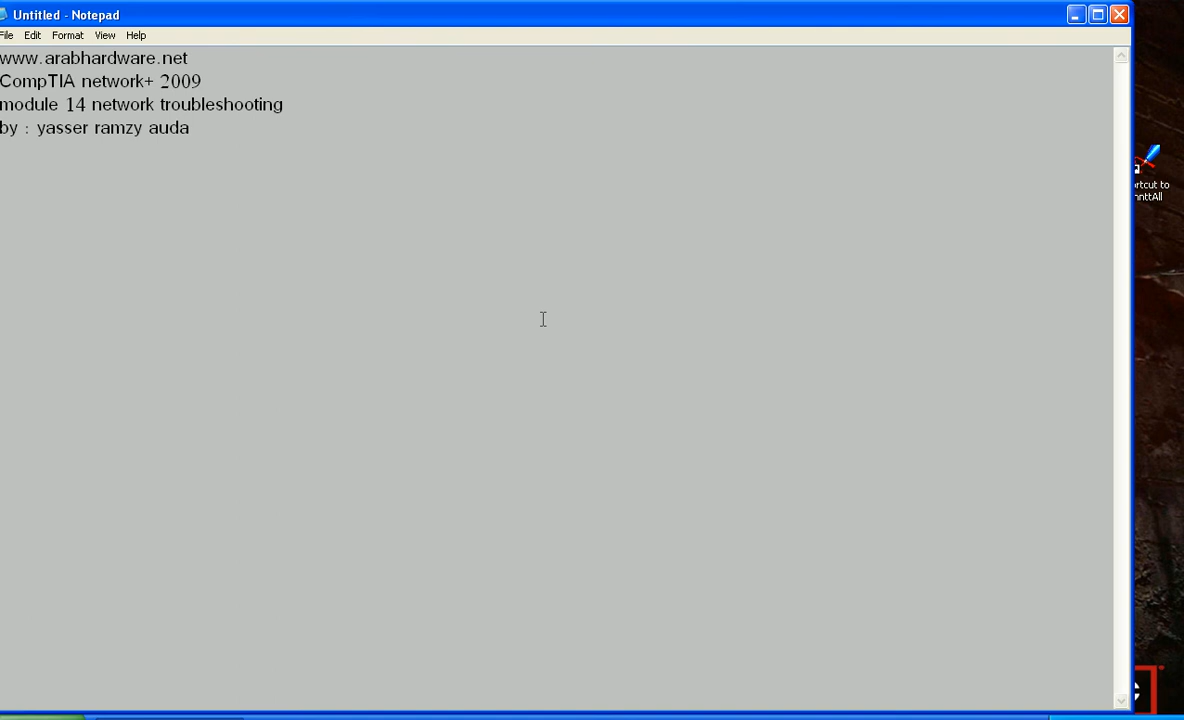 Untitled - Notepad
File Edit Format View Help
www.arabhardware.net
CompTIA network+ 2009
module 14 network troubleshooting
by : yasser ramzy auda